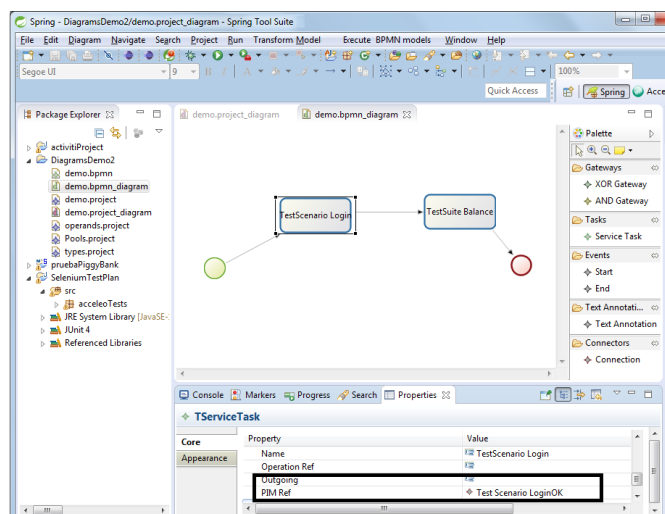 Spring - DiagramsDemo2/demo.project_diagram - Spring Tool Suite
File Edit Diagram Navigate Search Project Run Transform Model Execute BPMN models Window Help
Segoe UI 9 B I A 100%
Quick Access Spring Acce
Package Explorer
activitiProject
DiagramsDemo2
demo.bpmn
demo.bpmn_diagram
demo.project
demo.project_diagram
operands.project
Pools.project
types.project
pruebaPiggyBank
SeleniumTestPlan
src
acceleoTests
JRE System Library [JavaSE-
JUnit 4
Referenced Libraries
demo.project_diagram demo.bpmn_diagram
TestScenario Login
TestSuite Balance
Palette
Gateways
XOR Gateway
AND Gateway
Tasks
Service Task
Events
Start
End
Text Annotati...
Text Annotation
Connectors
Connection
Console Markers Progress Search Properties
TServiceTask
Core
Appearance
Property Value
Name TestScenario Login
Operation Ref
Outgoing
PIM Ref Test Scenario LoginOK